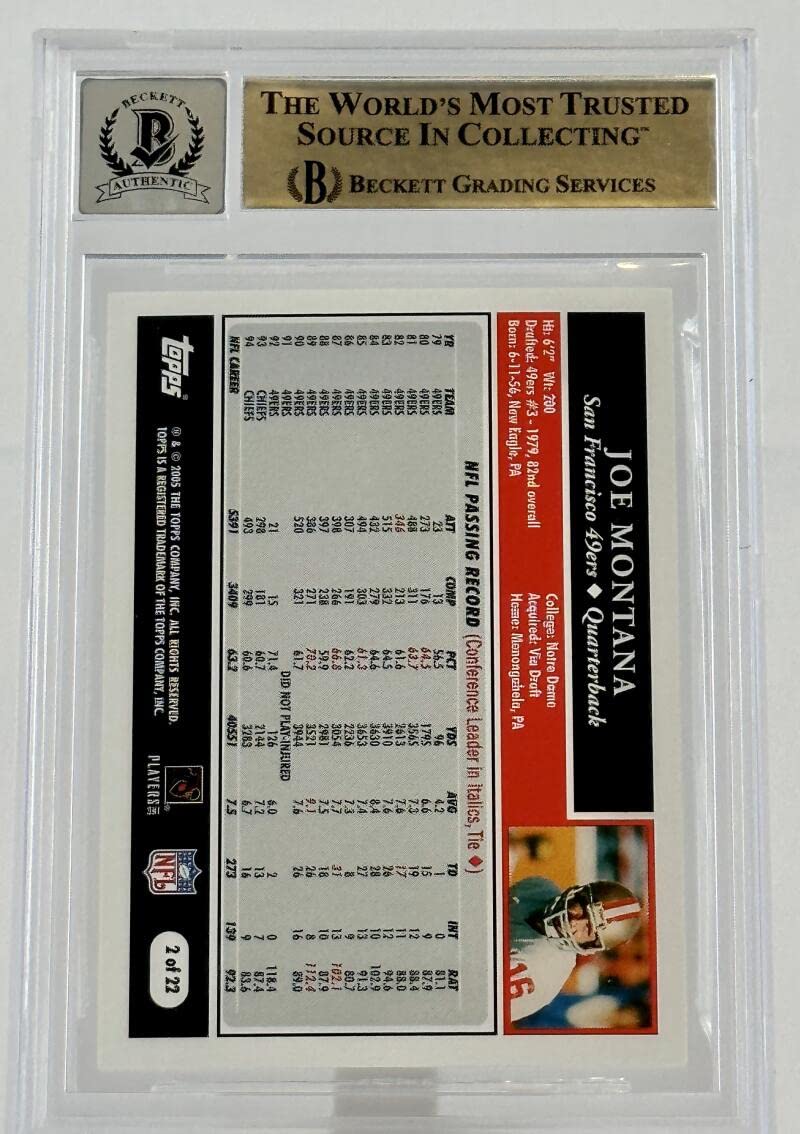 BECKETT
B
AUTHENTIC
THE WORLD'S MOST TRUSTED
SOURCE IN COLLECTING™
B BECKETT GRADING SERVICES
JOE MONTANA
San Francisco 49ers ♦ Quarterback
Ht: 6'2" Wt: 200 College: Notre Dame
Drafted: 49ers #3 - 1979, 82nd overall Acquired: Via Draft
Born: 6-11-56, New Eagle, PA Home: Monongahela, PA
16
NFL PASSING RECORD (Conference Leader in italics, Tie ♦)
YR TEAM ATT COMP PCT YDS AVG TD INT RAT
79 49ERS 23 13 56.5 96 4.2 1 0 81.1
80 49ERS 273 176 64.5 1795 6.6 15 9 87.9
81 49ERS 488 311 63.7 3565 7.3 19 12 88.4
82 49ERS 346 213 61.6 2613 7.6 17 11 88.0
83 49ERS 515 332 64.5 3910 7.6 26 12 94.6
84 49ERS 432 279 64.6 3630 8.4 28 10 102.9
85 49ERS 494 303 61.3 3653 7.4 27 13 91.3
86 49ERS 307 191 62.2 2236 7.3 8 9 80.7
87 49ERS 398 266 66.8 3054 7.7 31 13 102.1
88 49ERS 397 238 59.9 2981 7.5 18 10 87.9
89 49ERS 386 271 70.2 3521 9.1 26 8 112.4
90 49ERS 520 321 61.7 3944 7.6 26 16 89.0
91 49ERS DID NOT PLAY-INJURED
92 49ERS 21 15 71.4 126 6.0 2 0 118.4
93 CHIEFS 298 181 60.7 2144 7.2 13 7 87.4
94 CHIEFS 493 299 60.6 3283 6.7 16 9 83.6
NFL CAREER 5391 3409 63.2 40551 7.5 273 139 92.3
topps®
® & © 2005 THE TOPPS COMPANY, INC. ALL RIGHTS RESERVED.
TOPPS IS A REGISTERED TRADEMARK OF THE TOPPS COMPANY, INC.
PLAYERS INC
NFL
2 of 22